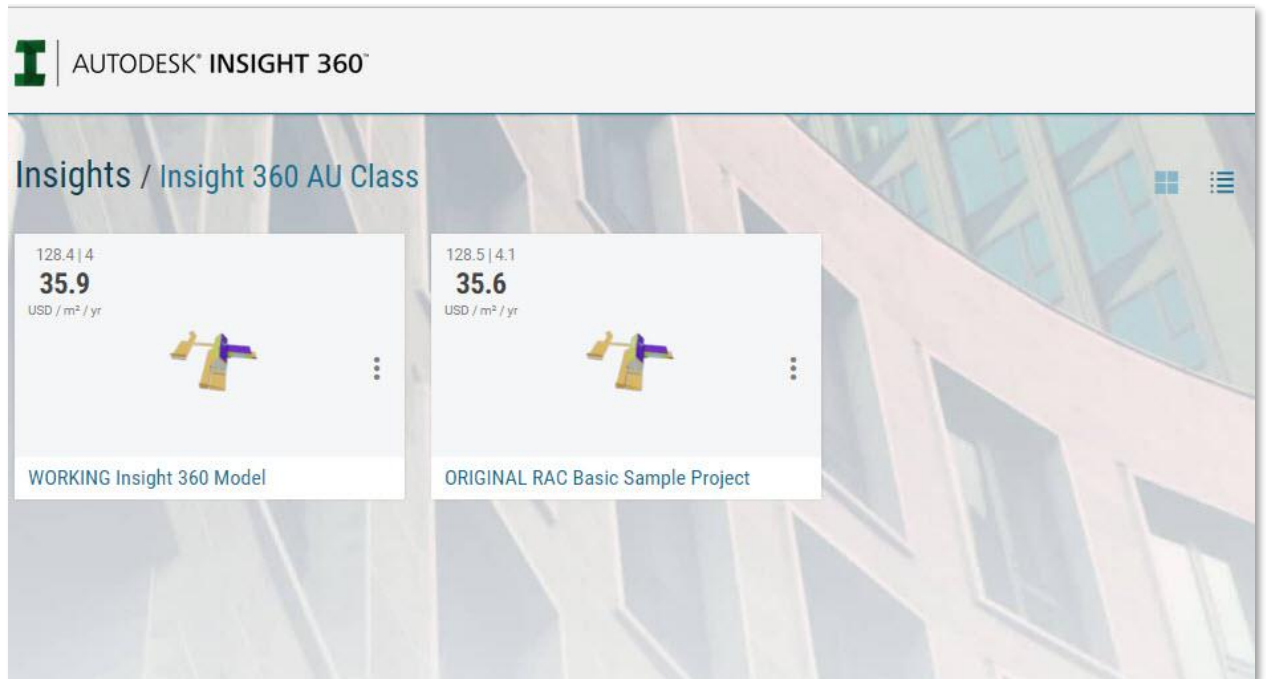 AUTODESK® INSIGHT 360™
Insights / Insight 360 AU Class
128.4 | 4
35.9
USD / m² / yr
WORKING Insight 360 Model
128.5 | 4.1
35.6
USD / m² / yr
ORIGINAL RAC Basic Sample Project